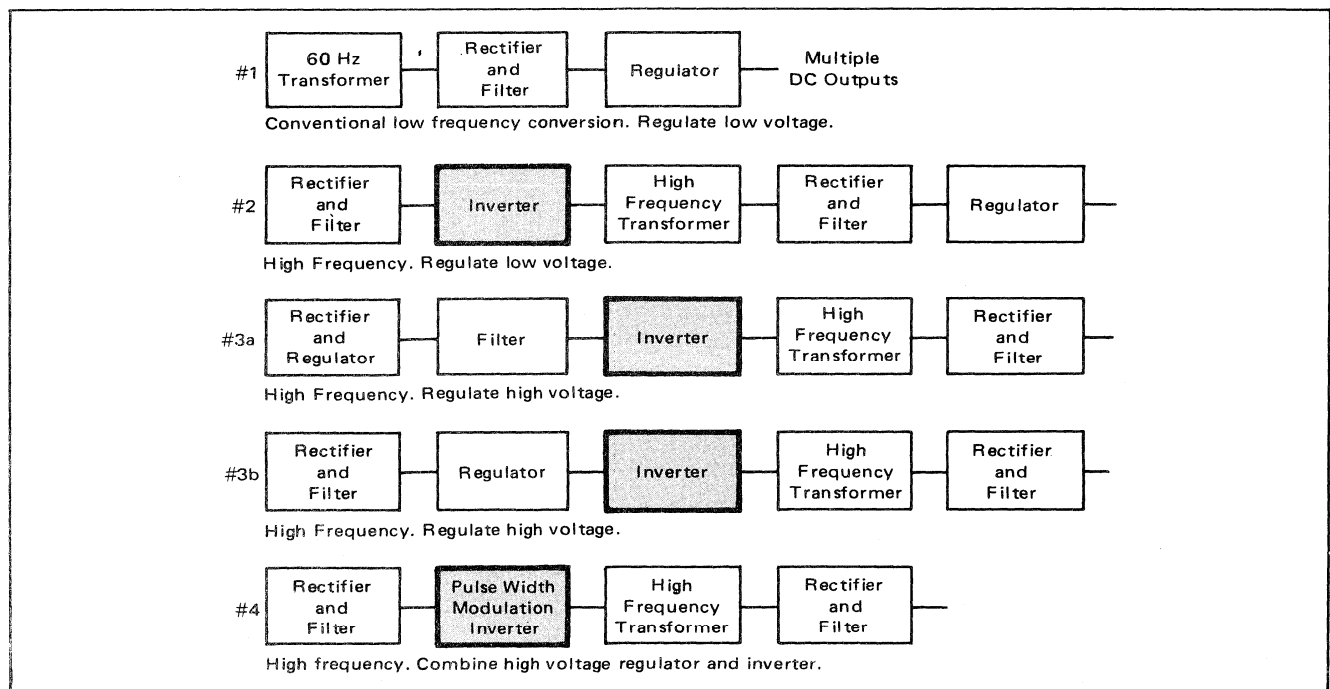 #1
60 Hz
Transformer
Rectifier
and
Filter
Regulator
Multiple
DC Outputs
Conventional low frequency conversion. Regulate low voltage.
#2
Rectifier
and
Filter
Inverter
High
Frequency
Transformer
Rectifier
and
Filter
Regulator
High Frequency. Regulate low voltage.
#3a
Rectifier
and
Regulator
Filter
Inverter
High
Frequency
Transformer
Rectifier
and
Filter
High Frequency. Regulate high voltage.
#3b
Rectifier
and
Filter
Regulator
Inverter
High
Frequency
Transformer
Rectifier
and
Filter
High Frequency. Regulate high voltage.
#4
Rectifier
and
Filter
Pulse Width
Modulation
Inverter
High
Frequency
Transformer
Rectifier
and
Filter
High frequency. Combine high voltage regulator and inverter.